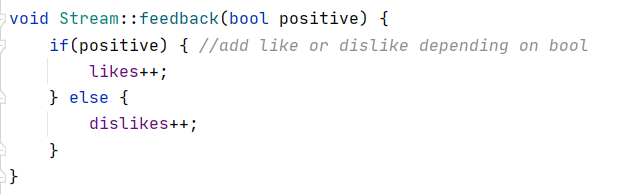 void Stream::feedback(bool positive) {
    if(positive) { //add like or dislike depending on bool
        likes++;
    } else {
        dislikes++;
    }
}